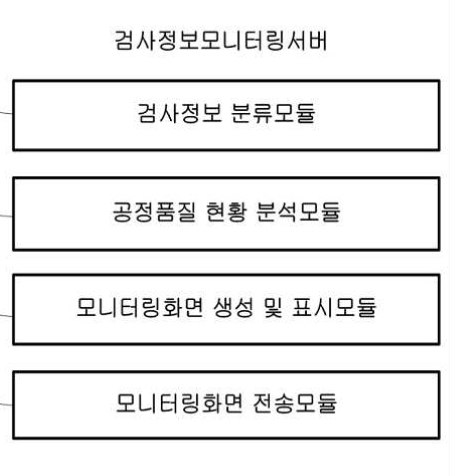 검사정보모니터링서버
검사정보 분류모듈
공정품질 현황 분석모듈
모니터링화면 생성 및 표시모듈
모니터링화면 전송모듈